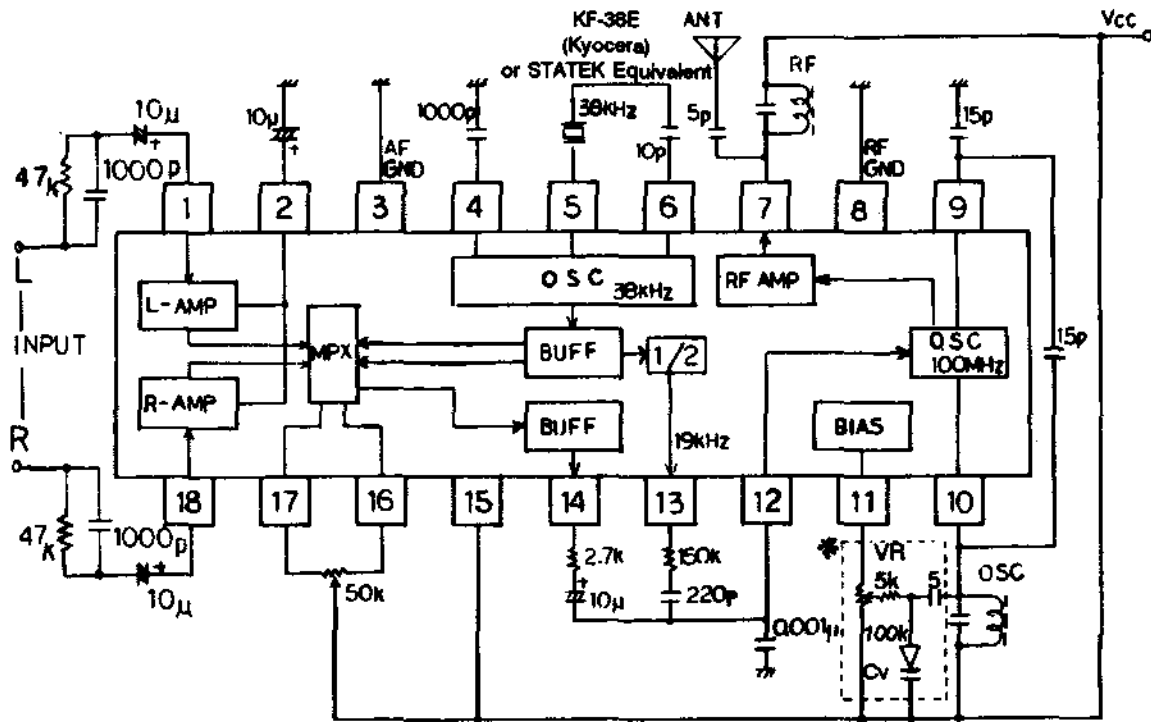 KF-38E ANT
(Kyocera)
or STATEK Equivalent
Vcc
RF
10µ
10µ
1000p
38kHz
5p
15p
47k
1000p
AF
GND
10p
RF
GND
1 2 3 4 5 6 7 8 9
L
INPUT
R
L-AMP
OSC 38kHz
RF AMP
MPX
BUFF
1/2
OSC
100MHz
15p
R-AMP
BUFF
19kHz
BIAS
18 17 16 15 14 13 12 11 10
47k
1000p
10µ
50k
2.7k
10µ
150k
220p
0.001µ
* VR
5k
5
OSC
100k
Cv